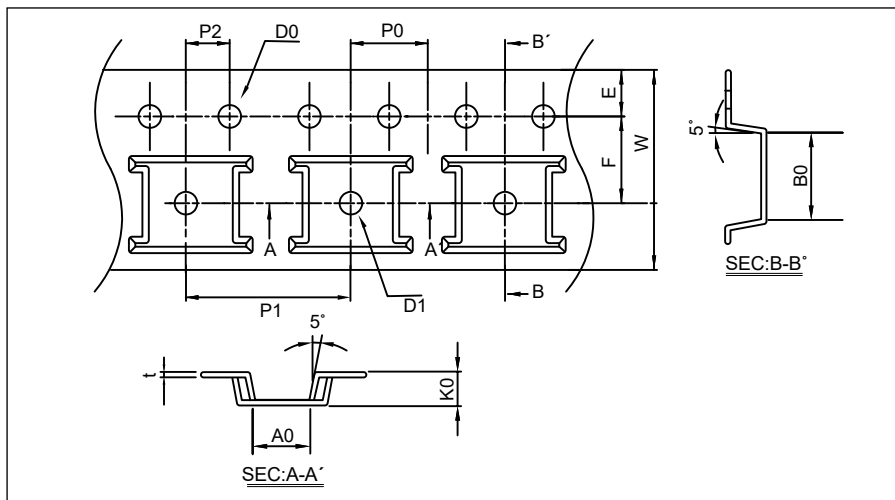 P2
D0
P0
B´
E
W
F
5°
B0
A
A´
SEC:B-B°
P1
D1
B
5°
t
K0
A0
SEC:A-A´